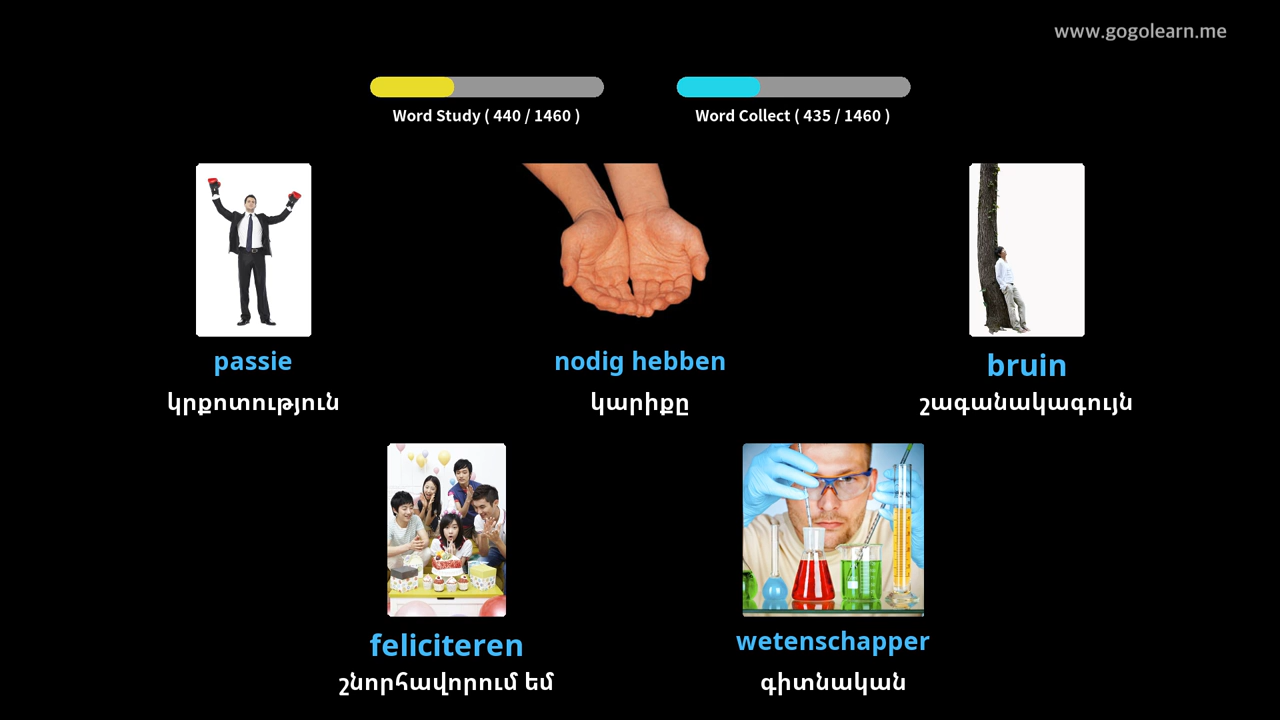 www.gogolearn.me
Word Study ( 440 / 1460 )
Word Collect ( 435 / 1460 )
passie
կրքոտություն
nodig hebben
կարիքը
bruin
շագանակագույն
feliciteren
շնորհավորում եմ
wetenschapper
գիտնական